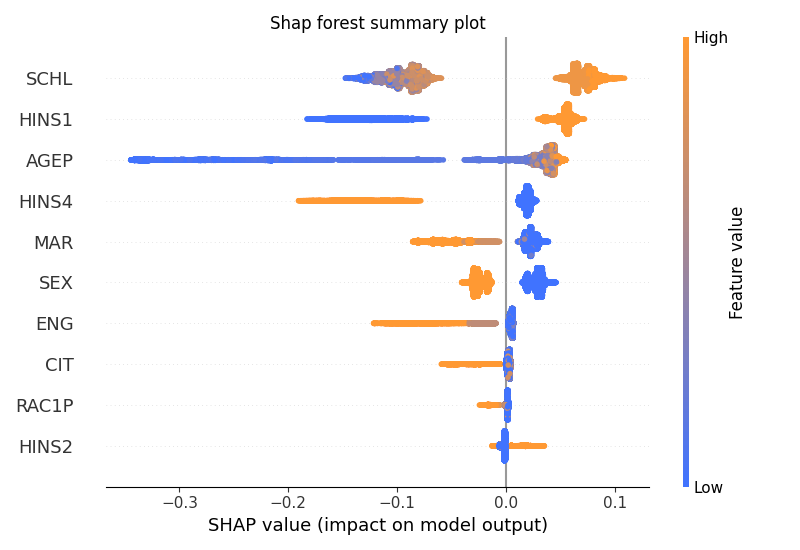 Shap forest summary plot
High
SCHL
HINS1
AGEP
HINS4
MAR
SEX
ENG
CIT
RAC1P
HINS2
Feature value
Low
−0.3 −0.2 −0.1 0.0 0.1
SHAP value (impact on model output)